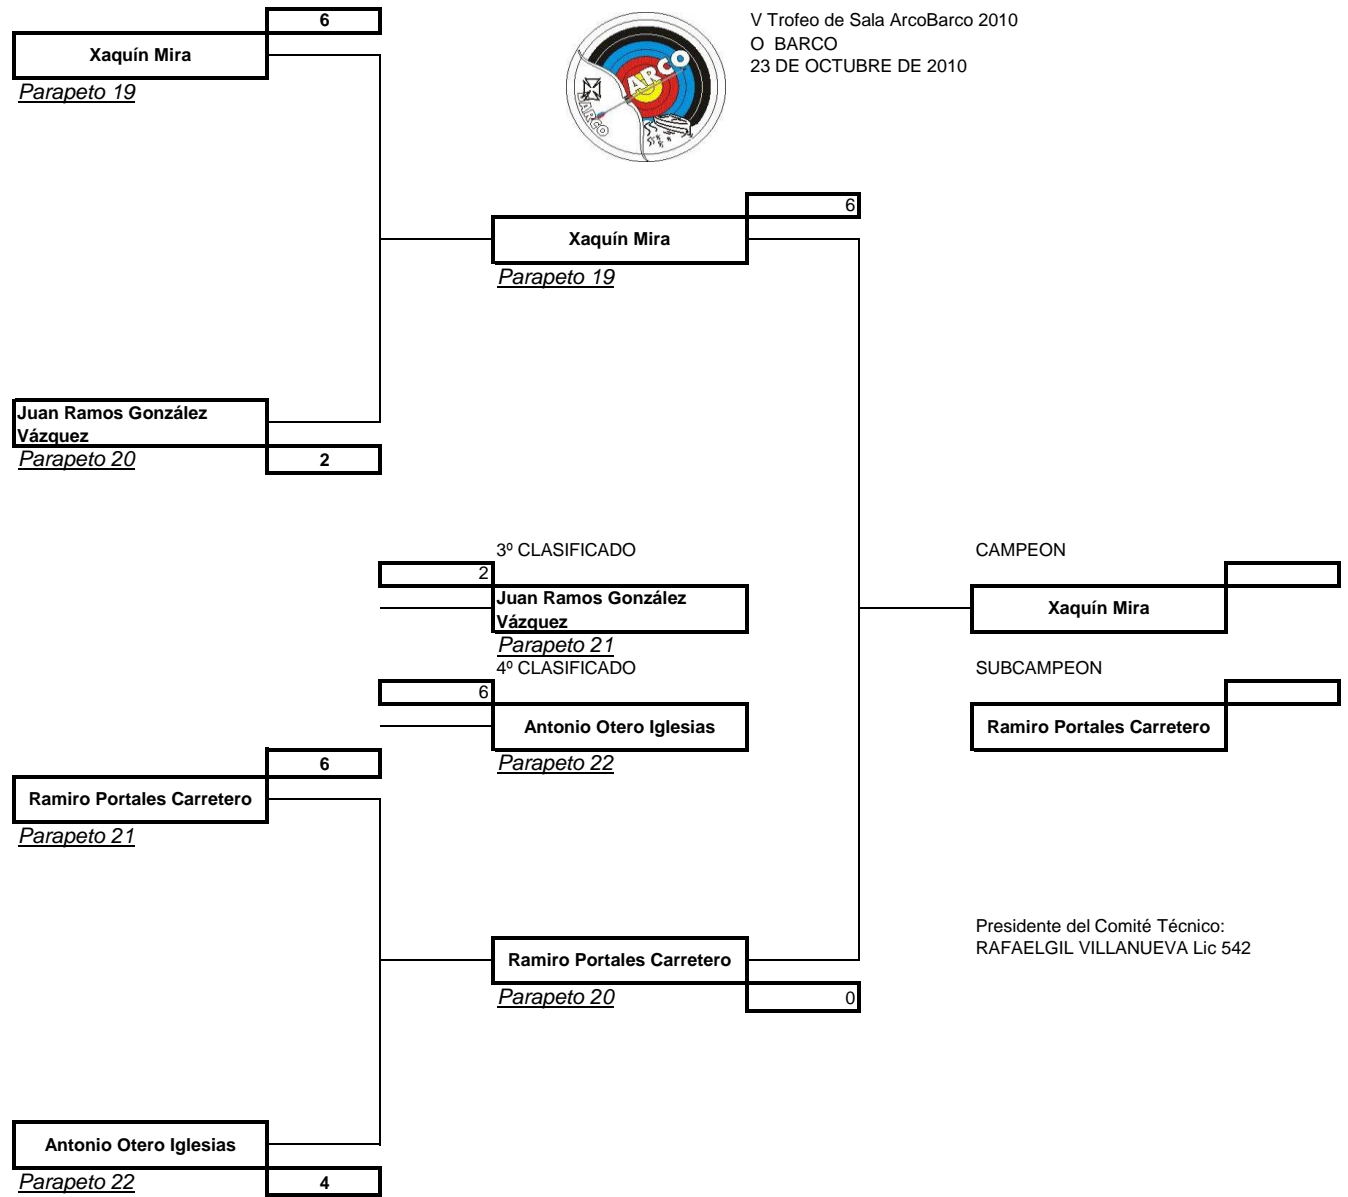 6
Xaquín Mira
Parapeto 19
V Trofeo de Sala ArcoBarco 2010
O BARCO
23 DE OCTUBRE DE 2010
ARCO
BARCO
6
Xaquín Mira
Parapeto 19
Juan Ramos González
Vázquez
Parapeto 20
2
3º CLASIFICADO
2
Juan Ramos González
Vázquez
Parapeto 21
4º CLASIFICADO
6
Antonio Otero Iglesias
Parapeto 22
CAMPEON
Xaquín Mira
SUBCAMPEON
Ramiro Portales Carretero
6
Ramiro Portales Carretero
Parapeto 21
Ramiro Portales Carretero
Parapeto 20
0
Presidente del Comité Técnico:
RAFAELGIL VILLANUEVA Lic 542
Antonio Otero Iglesias
Parapeto 22
4